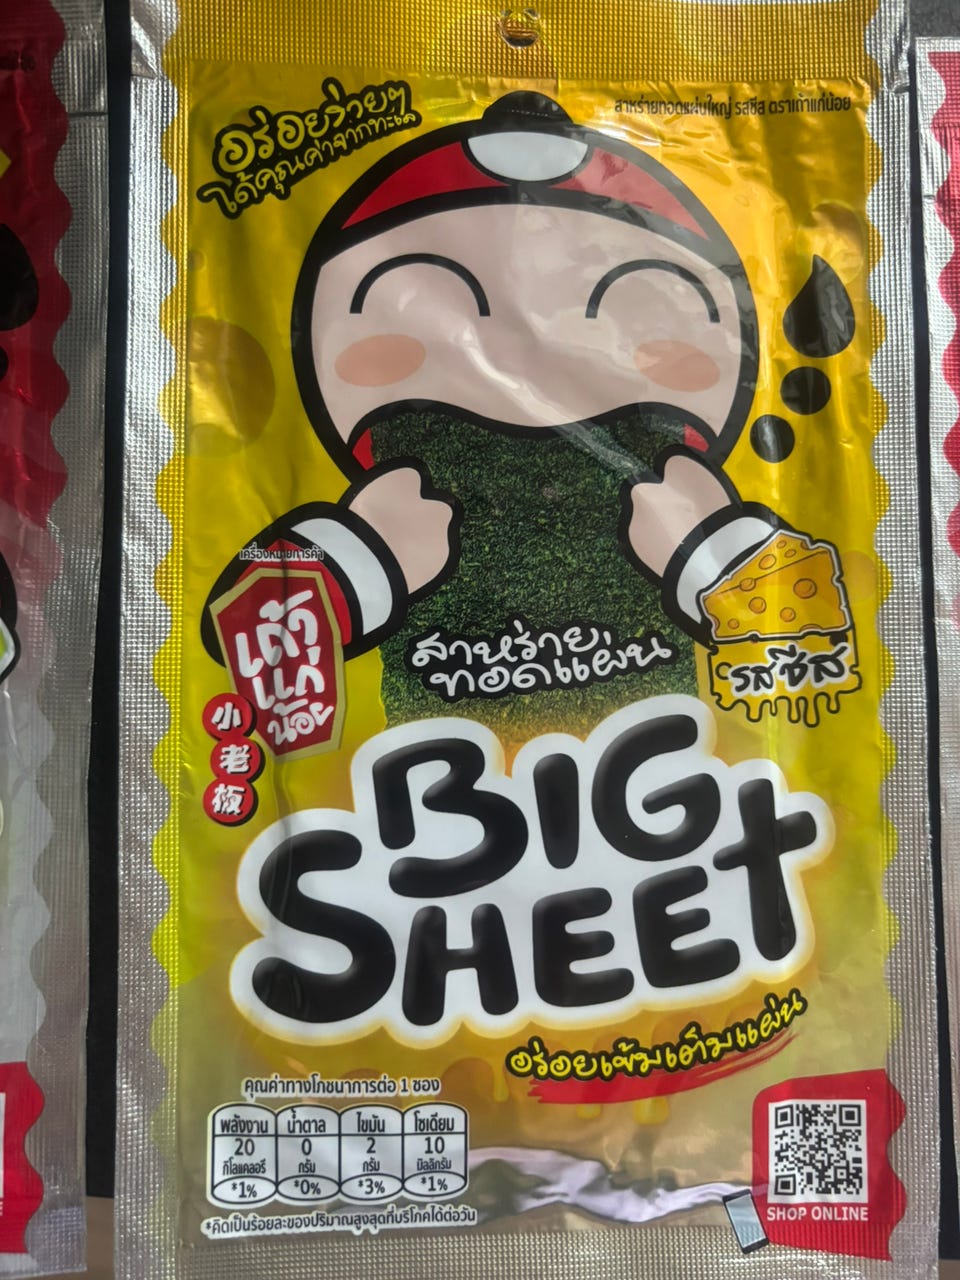 อร่อยง่ายๆ
ได้คุณค่าจากทะเล
สาหร่ายทอดแผ่นใหญ่ รสชีส ตราเถ้าแก่น้อย
เครื่องหมายการค้า
เถ้า
แก่
น้อย
小
老
板
สาหร่าย
ทอดแผ่น
รสชีส
BIG
SHEET
อร่อยเข้มเต็มแผ่น
คุณค่าทางโภชนาการต่อ 1 ซอง
พลังงาน น้ำตาล ไขมัน โซเดียม
20 0 2 10
กิโลแคลอรี กรัม กรัม มิลลิกรัม
*1% *0% *3% *1%
*คิดเป็นร้อยละของปริมาณสูงสุดที่บริโภคได้ต่อวัน
SHOP ONLINE